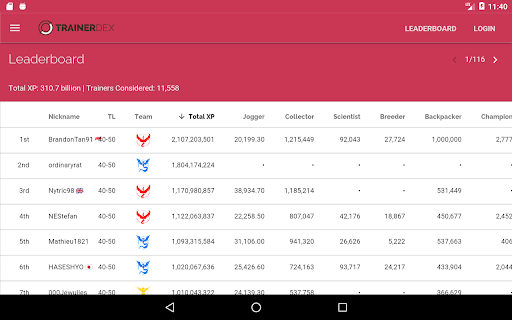 11:40
TRAINERDEX LEADERBOARD LOGIN
Leaderboard 1/116
Total XP: 310.7 billion | Trainers Considered: 11,558
Nickname TL Team Total XP Jogger Collector Scientist Breeder Backpacker Champion
1st BrandonTan91 40-50 2,107,203,501 20,199.30 1,215,449 92,043 27,724 1,000,000 2,777
2nd ordinaryrat 40-50 1,804,174,224 - - - - - -
3rd Nytric98 40-50 1,170,980,857 38,934.70 1,185,214 - - 531,449 -
4th NEStefan 40-50 1,122,063,837 22,258.50 807,047 42,176 18,867 450,677 2,452
5th Mathieu1821 40-50 1,093,315,584 31,106.00 941,320 26,626 5,222 537,663 406
6th HASESHYO 40-50 1,020,067,636 25,426.60 724,163 93,717 24,217 433,904 2,044
7th 000Jewulles 40-50 1,010,043,322 24,139.30 537,758 - - 366,629 -